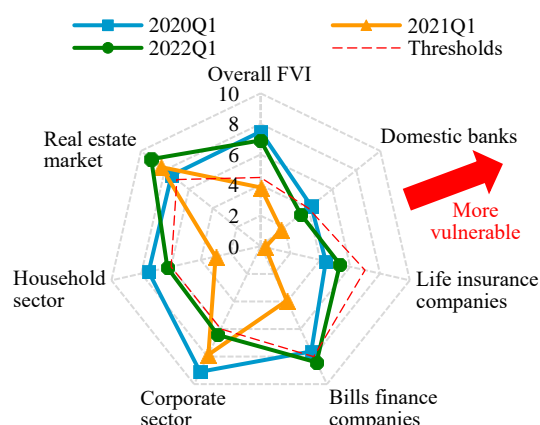 2020Q1
2021Q1
2022Q1
Thresholds
Overall FVI
10
8
6
4
2
0
Domestic banks
More
vulnerable
Life insurance
companies
Bills finance
companies
Corporate
sector
Household
sector
Real estate
market